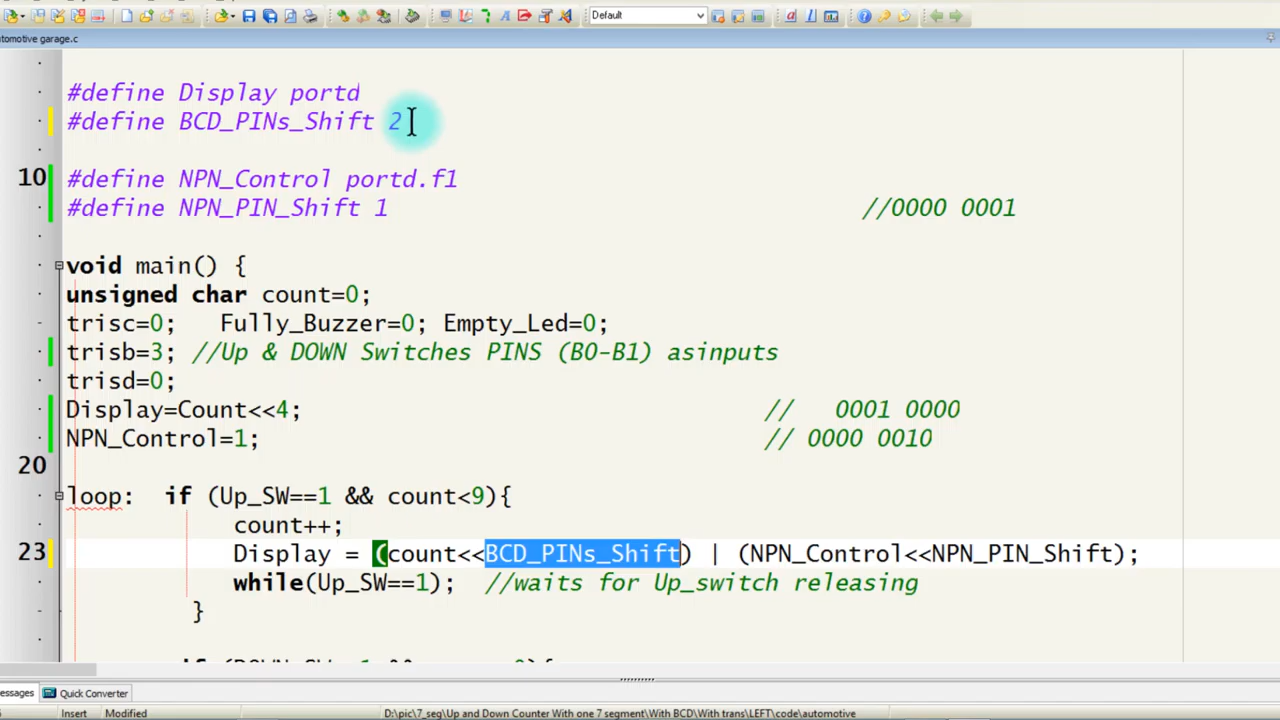 Default
utomotive garage.c
#define Display portd
#define BCD_PINs_Shift 2
10 #define NPN_Control portd.f1
#define NPN_PIN_Shift 1 //0000 0001
void main() {
unsigned char count=0;
trisc=0; Fully_Buzzer=0; Empty_Led=0;
trisb=3; //Up & DOWN Switches PINS (B0-B1) asinputs
trisd=0;
Display=Count<<4; // 0001 0000
NPN_Control=1; // 0000 0010
20
loop: if (Up_SW==1 && count<9){
count++;
23 Display = (count<<BCD_PINs_Shift) | (NPN_Control<<NPN_PIN_Shift);
while(Up_SW==1); //waits for Up_switch releasing
}
essages Quick Converter
Insert Modified D:\pic\7_seg\Up and Down Counter With one 7 segment\With BCD\With trans\LEFT\code\automotive